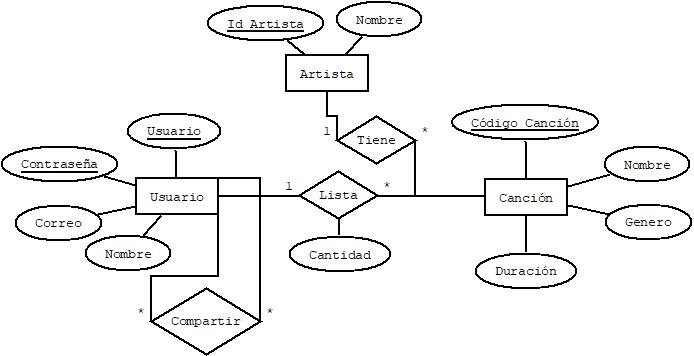 Id Artista
Nombre
Artista
1
Tiene
*
Código Canción
Usuario
Contraseña
Nombre
Usuario
1
Lista
*
Canción
Correo
Nombre
Cantidad
Genero
Duración
*
Compartir
*